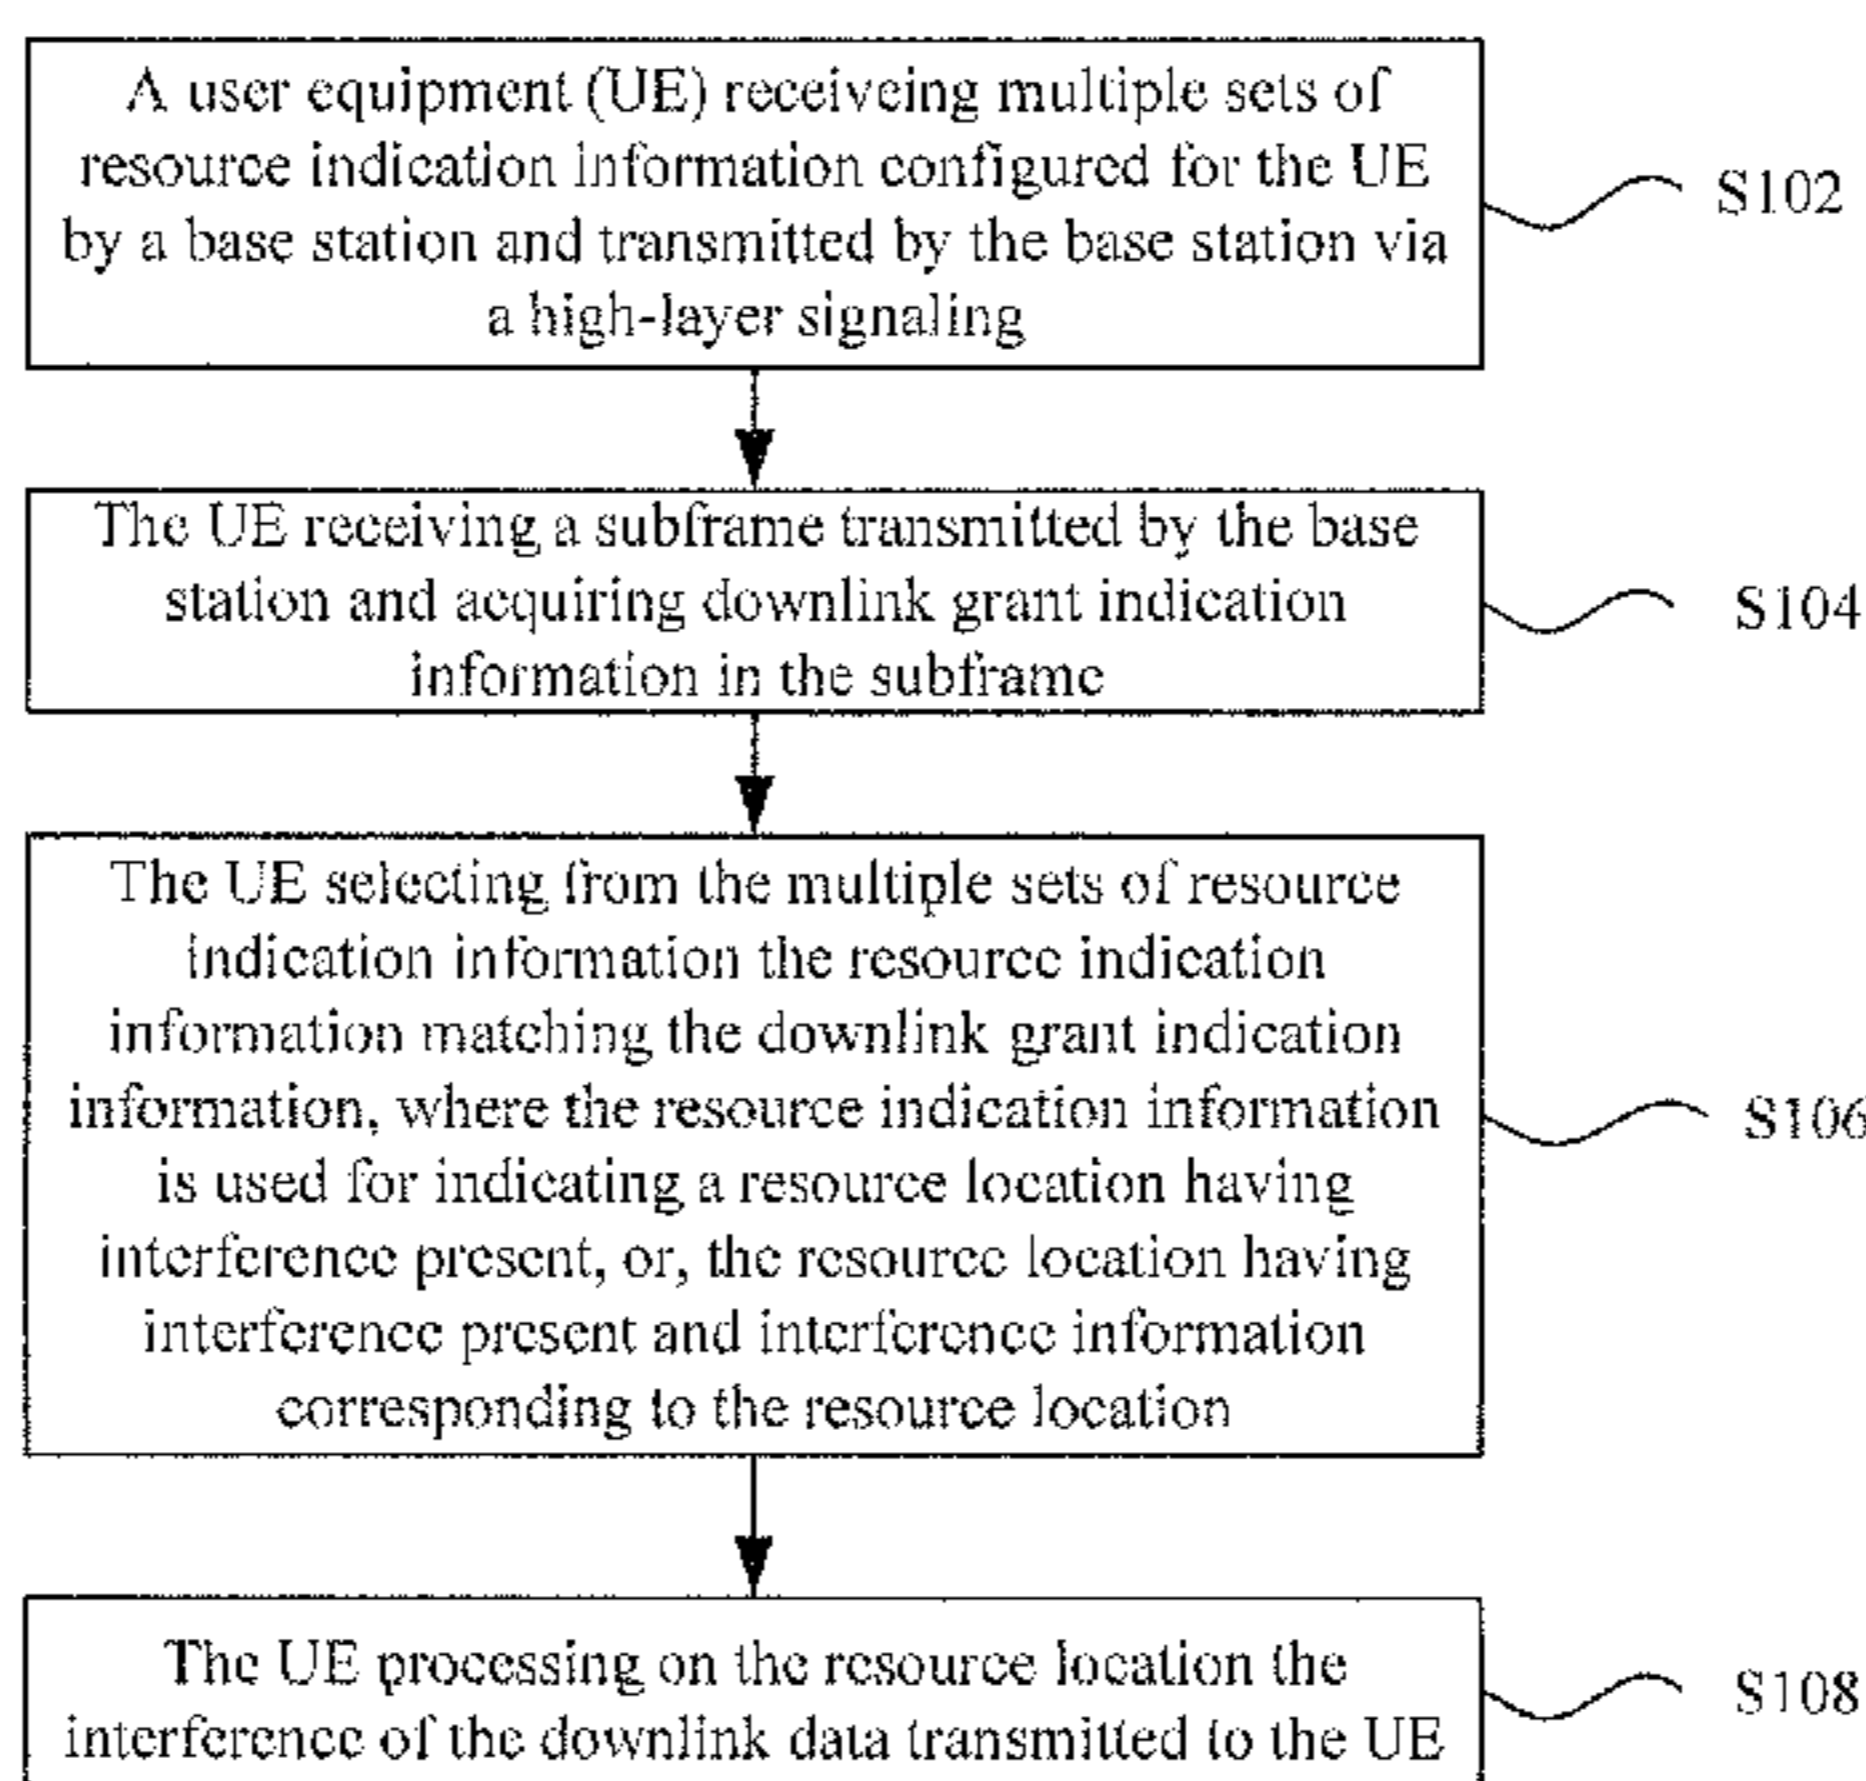 A user equipment (UE) receiveing multiple sets of
resource indication information configured for the UE
by a base station and transmitted by the base station via
a high-layer signaling
S102
The UE receiving a subframe transmitted by the base
station and acquiring downlink grant indication
information in the subframe
S104
The UE selecting from the multiple sets of resource
indication information the resource indication
information matching the downlink grant indication
information, where the resource indication information
is used for indicating a resource location having
interference present, or, the resource location having
interference present and interference information
corresponding to the resource location
S106
The UE processing on the resource location the
interference of the downlink data transmitted to the UE
S108